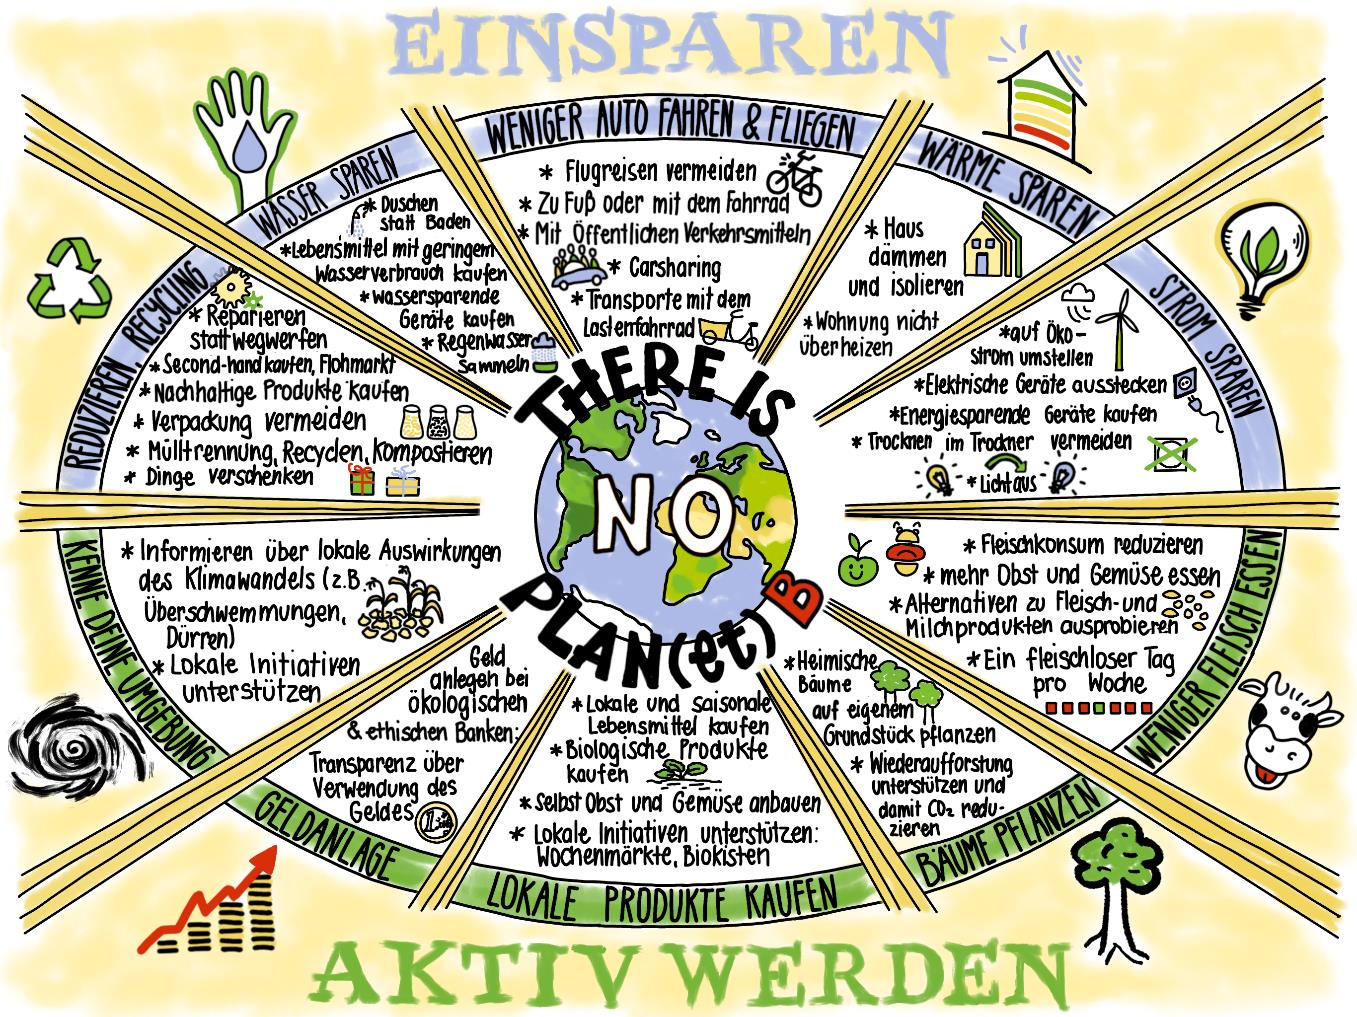 EINSPAREN
WENIGER AUTO FAHREN & FLIEGEN
* Flugreisen vermeiden
* Zu Fuß oder mit dem Fahrrad
* Mit Öffentlichen Verkehrsmitteln
* Carsharing
* Transporte mit dem
Lastenfahrrad
WÄRME SPAREN
* Haus
dämmen
und isolieren
* Wohnung nicht
überheizen
STROM SPAREN
* auf Öko-
strom umstellen
* Elektrische Geräte ausstecken
* Energiesparende Geräte kaufen
* Trocknen im Trockner vermeiden
* Licht aus
WASSER SPAREN
* Duschen
statt Baden
* Lebensmittel mit geringem
Wasserverbrauch kaufen
* wassersparende
Geräte kaufen
* Regenwasser
sammeln
REDUZIEREN, RECYCLING
* Reparieren
statt wegwerfen
* Second-hand kaufen, Flohmarkt
* Nachhaltige Produkte kaufen
* Verpackung vermeiden
* Mülltrennung, Recyclen, Kompostieren
* Dinge verschenken
THERE IS
NO
PLAN(et) B
KENNE DEINE UMGEBUNG
* Informieren über lokale Auswirkungen
des Klimawandels (z.B.
Überschwemmungen,
Dürren)
* Lokale Initiativen
unterstützen
GELDANLAGE
Geld
anlegen bei
ökologischen
& ethischen Banken:
Transparenz über
Verwendung des
Geldes
1
LOKALE PRODUKTE KAUFEN
* Lokale und saisonale
Lebensmittel kaufen
* Biologische Produkte
kaufen
* Selbst Obst und Gemüse anbauen
* Lokale Initiativen unterstützen:
Wochenmärkte, Biokisten
BÄUME PFLANZEN
* Heimische
Bäume
auf eigenem
Grundstück pflanzen
* Wiederaufforstung
unterstützen und
damit CO₂ redu-
zieren
WENIGER FLEISCH ESSEN
* Fleischkonsum reduzieren
* mehr Obst und Gemüse essen
* Alternativen zu Fleisch- und
Milchprodukten ausprobieren
* Ein fleischloser Tag
pro Woche
AKTIV WERDEN